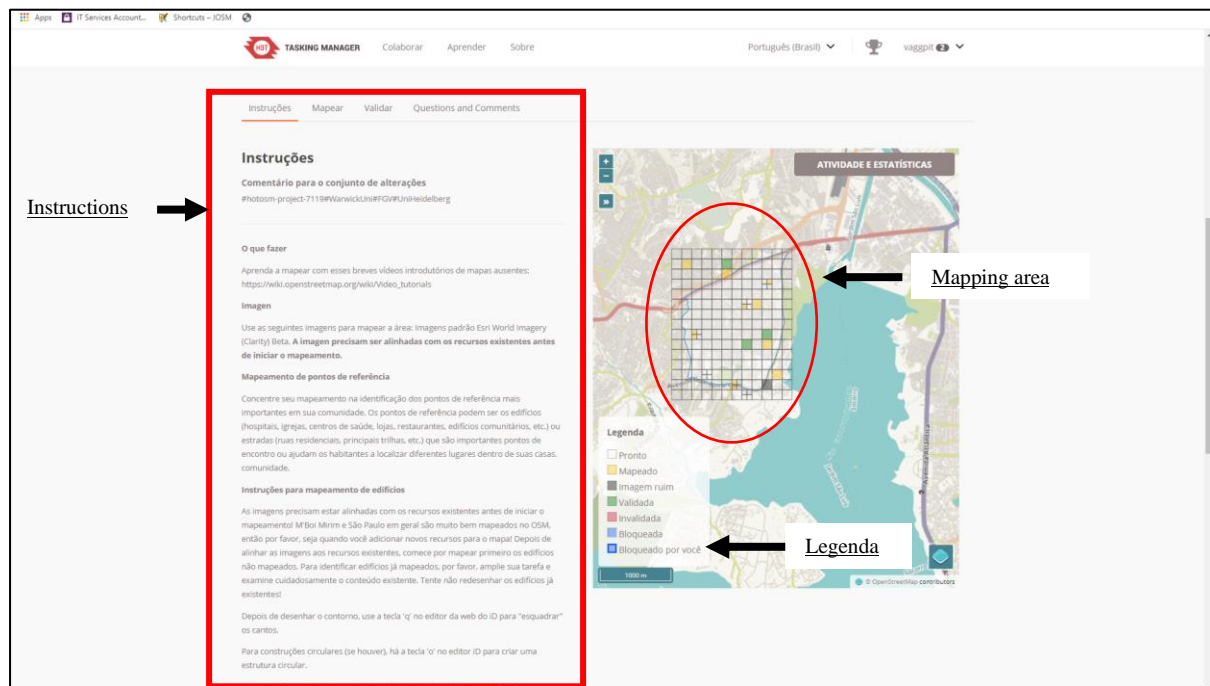 Apps IT Services Account... Shortcuts – JOSM
HOT TASKING MANAGER Colaborar Aprender Sobre Português (Brasil) vaggpit 2
Instruções Mapear Validar Questions and Comments
Instruções
Comentário para o conjunto de alterações
#hotosm-project-7119#WarwickUni#FGV#UniHeidelberg
Instructions
O que fazer
Aprenda a mapear com esses breves vídeos introdutórios de mapas ausentes:
https://wiki.openstreetmap.org/wiki/Video_tutorials
Imagen
Use as seguintes imagens para mapear a área: Imagens padrão Esri World Imagery
(Clarity) Beta. A imagen precisam ser alinhadas com os recursos existentes antes
de iniciar o mapeamento.
Mapeamento de pontos de referência
Concentre seu mapeamento na identificação dos pontos de referência mais
importantes em sua comunidade. Os pontos de referência podem ser os edifícios
(hospitais, igrejas, centros de saúde, lojas, restaurantes, edifícios comunitários, etc.) ou
estradas (ruas residenciais, principais trilhas, etc.) que são importantes pontos de
encontro ou ajudam os habitantes a localizar diferentes lugares dentro de suas casas.
comunidade.
Instruções para mapeamento de edifícios
As imagens precisam estar alinhadas com os recursos existentes antes de iniciar o
mapeamento! M'Boi Mirim e São Paulo em geral são muito bem mapeados no OSM,
então por favor, seja quando você adicionar novos recursos para o mapa! Depois de
alinhar as imagens aos recursos existentes, comece por mapear primeiro os edifícios
não mapeados. Para identificar edifícios já mapeados, por favor, amplie sua tarefa e
examine cuidadosamente o conteúdo existente. Tente não redesenhar os edifícios já
existentes!
Depois de desenhar o contorno, use a tecla 'q' no editor da web do iD para "esquadrar"
os cantos.
Para construções circulares (se houver), há a tecla 'o' no editor iD para criar uma
estrutura circular.
+
−
»
ATIVIDADE E ESTATÍSTICAS
Mapping area
Avenida Atlântica
Legenda
Pronto
Mapeado
Imagem ruim
Validada
Invalidada
Bloqueada
Bloqueado por você
Legenda
1000 m
© OpenStreetMap contributors